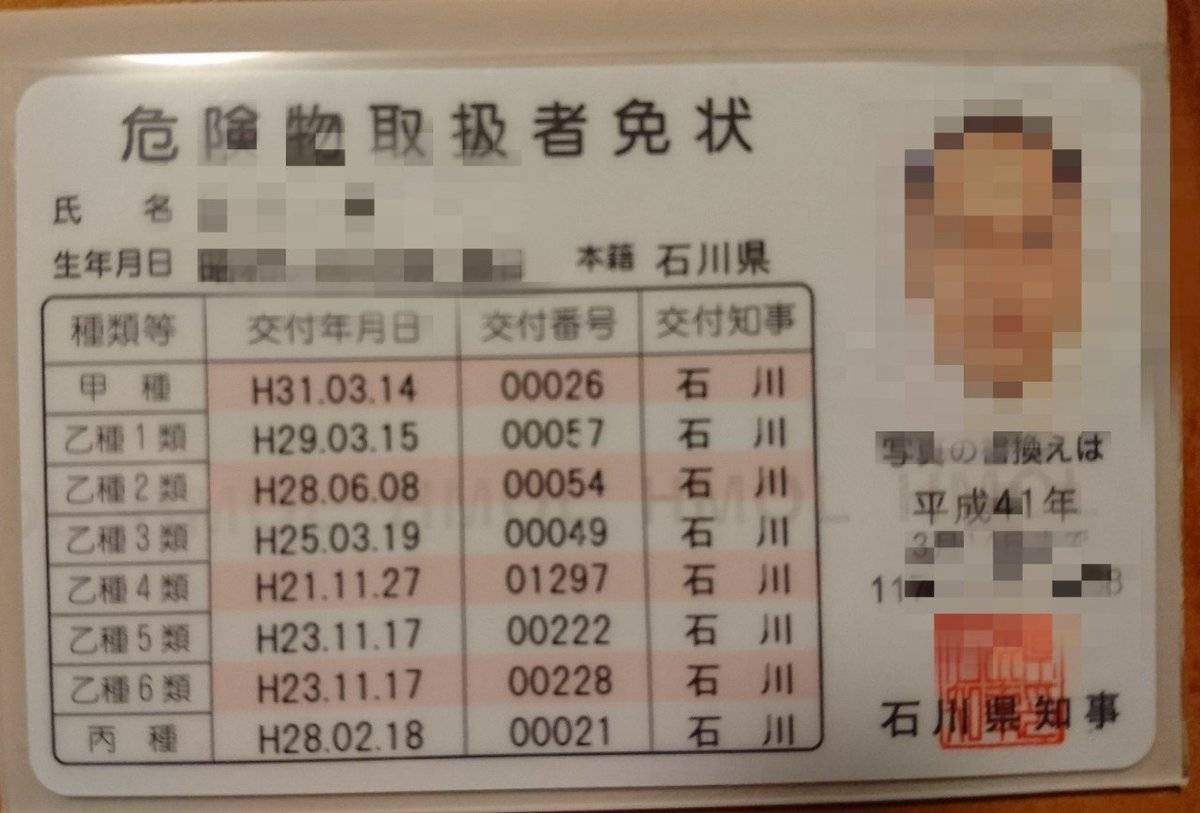 危険物取扱者免状
氏 名
生年月日 本籍 石川県
種類等 交付年月日 交付番号 交付知事
甲 種 H31.03.14 00026 石 川
乙種1類 H29.03.15 00057 石 川
乙種2類 H28.06.08 00054 石 川
乙種3類 H25.03.19 00049 石 川
乙種4類 H21.11.27 01297 石 川
乙種5類 H23.11.17 00222 石 川
乙種6類 H23.11.17 00228 石 川
丙 種 H28.02.18 00021 石 川
写真の書換えは
平成41年
石川県知事